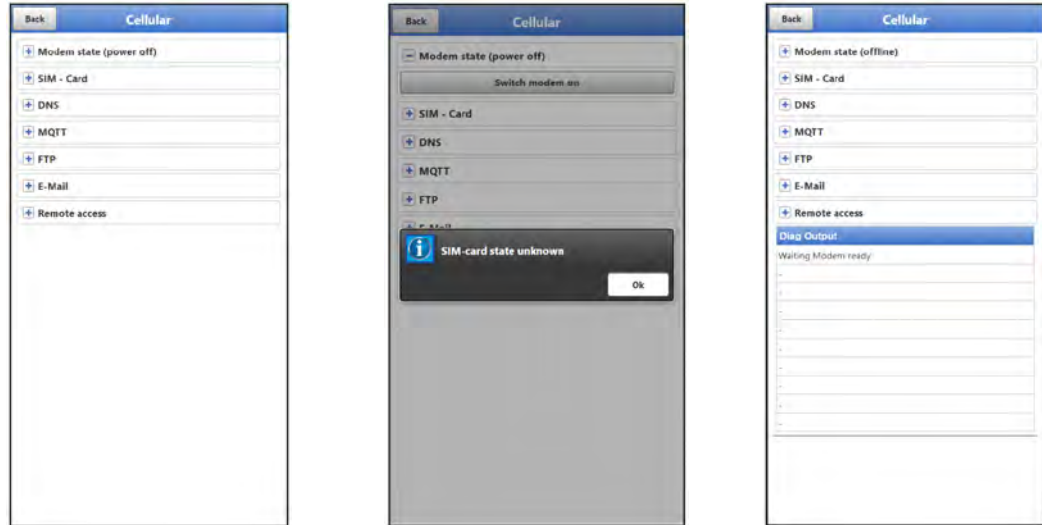 Back
Cellular
Modem state (power off)
SIM - Card
DNS
MQTT
FTP
E-Mail
Remote access
Back
Cellular
Modem state (power off)
Switch modem on
SIM - Card
DNS
MQTT
FTP
E-Mail
SIM-card state unknown
Ok
Back
Cellular
Modem state (offline)
SIM - Card
DNS
MQTT
FTP
E-Mail
Remote access
Diag Output
Waiting Modem ready
-
-
-
-
-
-
-
-
-